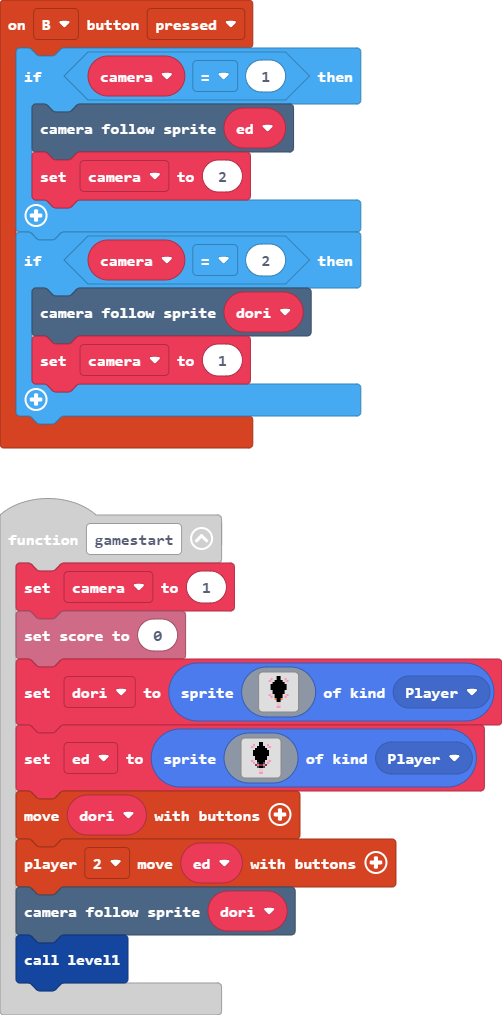 on B button pressed
if camera = 1 then
camera follow sprite ed
set camera to 2
if camera = 2 then
camera follow sprite dori
set camera to 1
function gamestart
set camera to 1
set score to 0
set dori to sprite of kind Player
set ed to sprite of kind Player
move dori with buttons
player 2 move ed with buttons
camera follow sprite dori
call level1